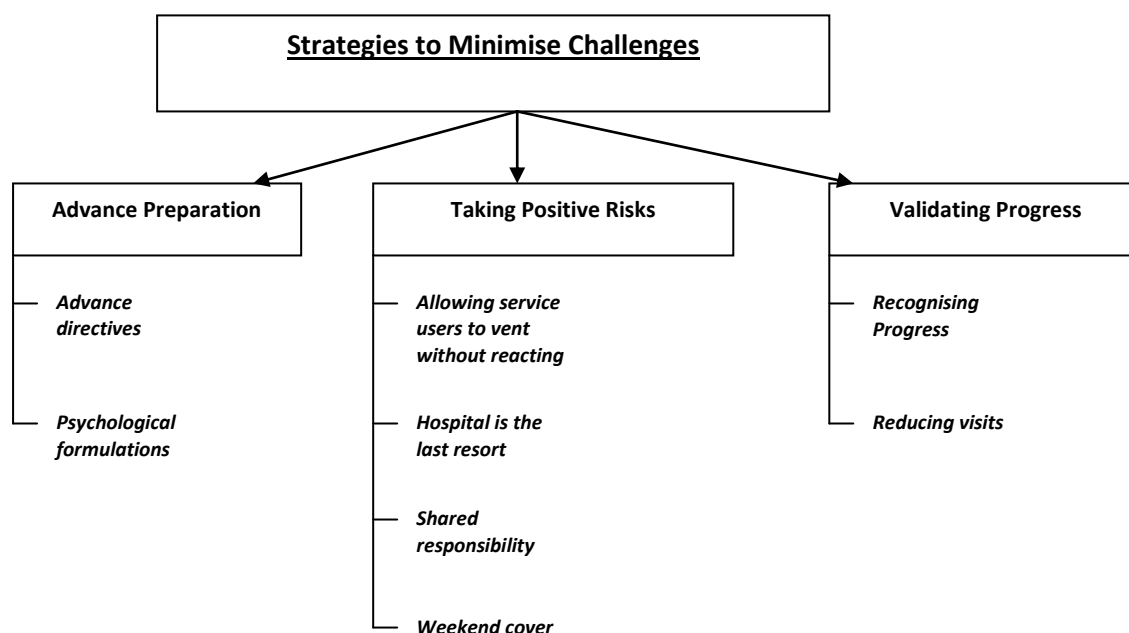 Strategies to Minimise Challenges
Advance Preparation
Advance
directives
Psychological
formulations
Taking Positive Risks
Allowing service
users to vent
without reacting
Hospital is the
last resort
Shared
responsibility
Weekend cover
Validating Progress
Recognising
Progress
Reducing visits